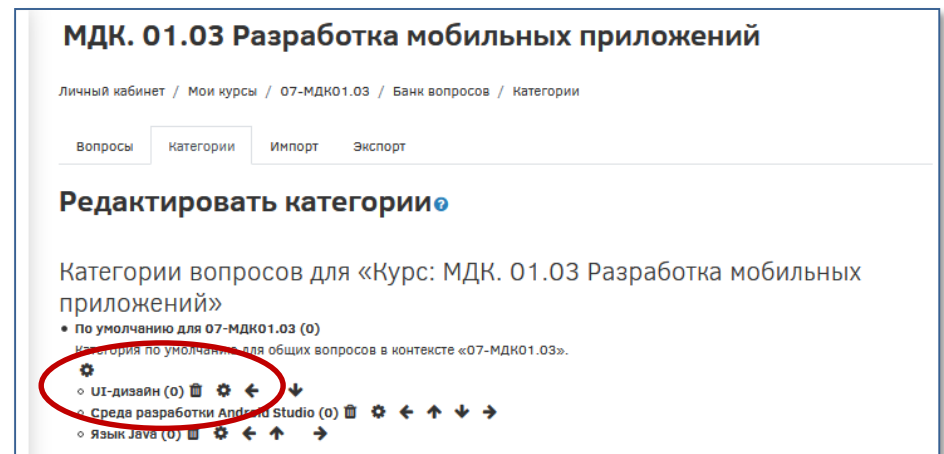 МДК. 01.03 Разработка мобильных приложений
Личный кабинет / Мои курсы / 07-МДК01.03 / Банк вопросов / Категории
Вопросы Категории Импорт Экспорт
Редактировать категории
Категории вопросов для «Курс: МДК. 01.03 Разработка мобильных
приложений»
По умолчанию для 07-МДК01.03 (0)
Категория по умолчанию для общих вопросов в контексте «07-МДК01.03».
UI-дизайн (0)
Среда разработки Android Studio (0)
Язык Java (0)